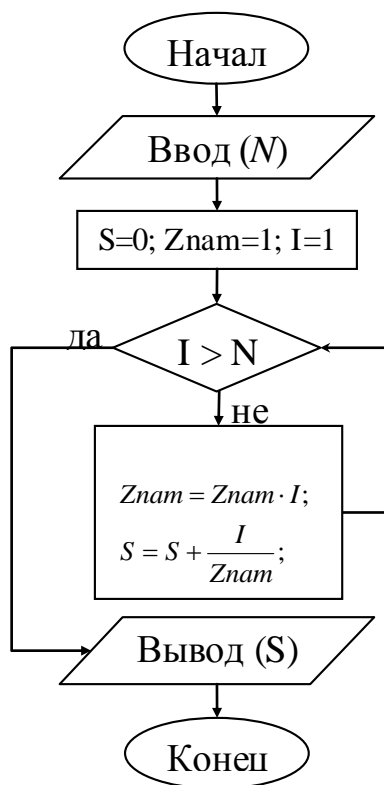 Начал
Ввод (N)
S=0; Znam=1; I=1
да
I > N
не
Znam = Znam · I;
S = S + I/Znam;
Вывод (S)
Конец